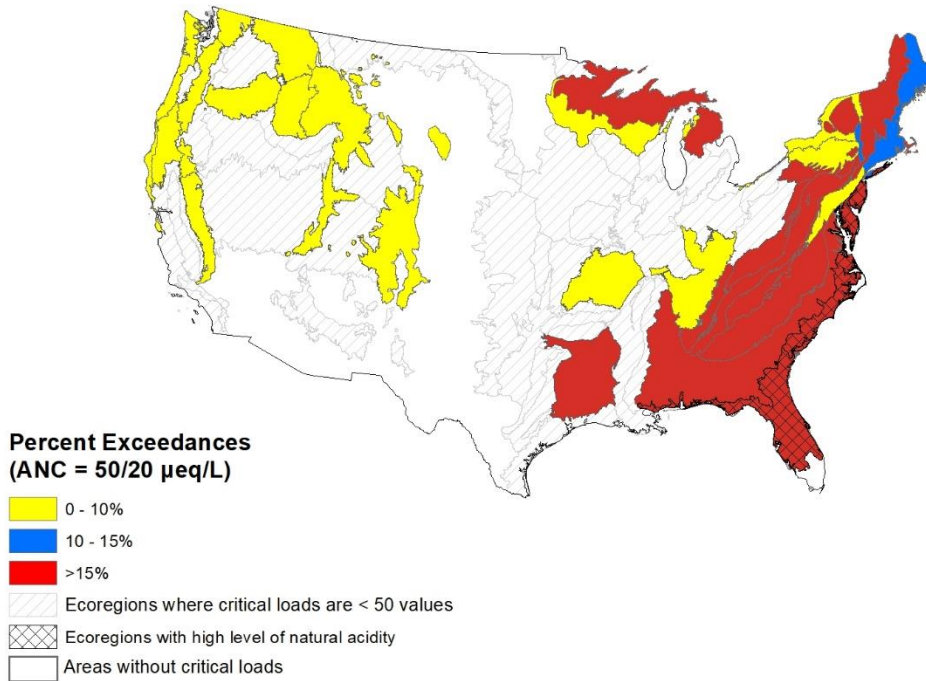 Percent Exceedances
(ANC = 50/20 µeq/L)
0 - 10%
10 - 15%
>15%
Ecoregions where critical loads are < 50 values
Ecoregions with high level of natural acidity
Areas without critical loads